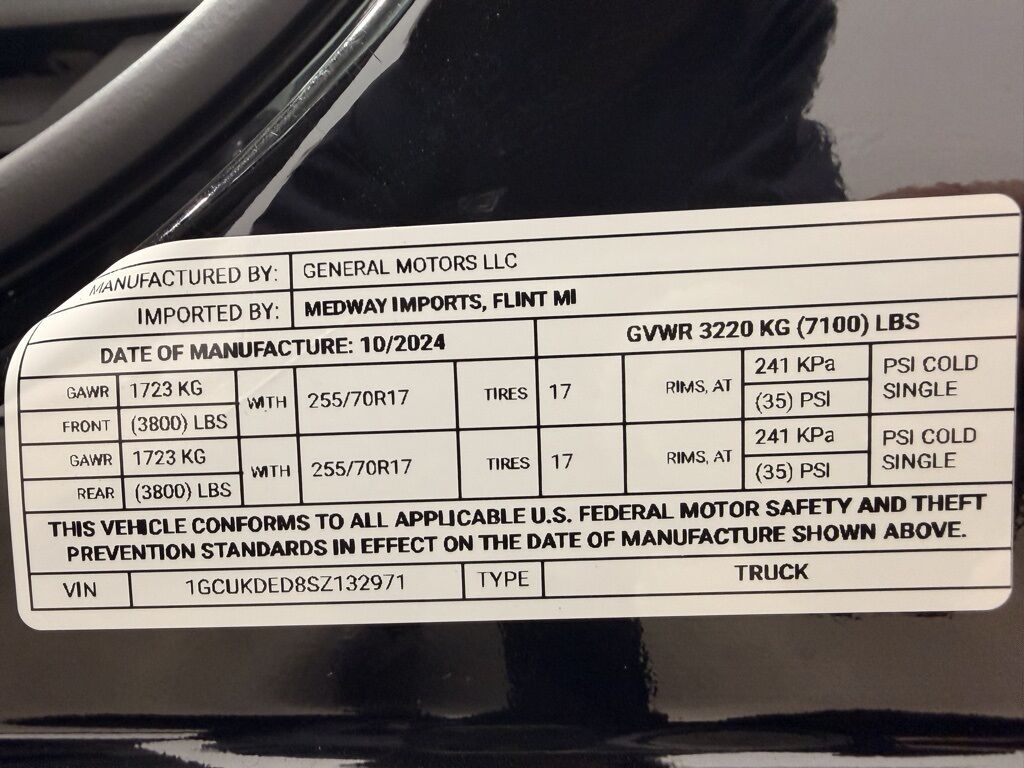 MANUFACTURED BY: GENERAL MOTORS LLC
IMPORTED BY: MEDWAY IMPORTS, FLINT MI
DATE OF MANUFACTURE: 10/2024 GVWR 3220 KG (7100) LBS
GAWR 1723 KG WITH 255/70R17 TIRES 17 RIMS, AT 241 KPa PSI COLD
FRONT (3800) LBS (35) PSI SINGLE
GAWR 1723 KG WITH 255/70R17 TIRES 17 RIMS, AT 241 KPa PSI COLD
REAR (3800) LBS (35) PSI SINGLE
THIS VEHICLE CONFORMS TO ALL APPLICABLE U.S. FEDERAL MOTOR SAFETY AND THEFT
PREVENTION STANDARDS IN EFFECT ON THE DATE OF MANUFACTURE SHOWN ABOVE.
VIN 1GCUKDED8SZ132971 TYPE TRUCK